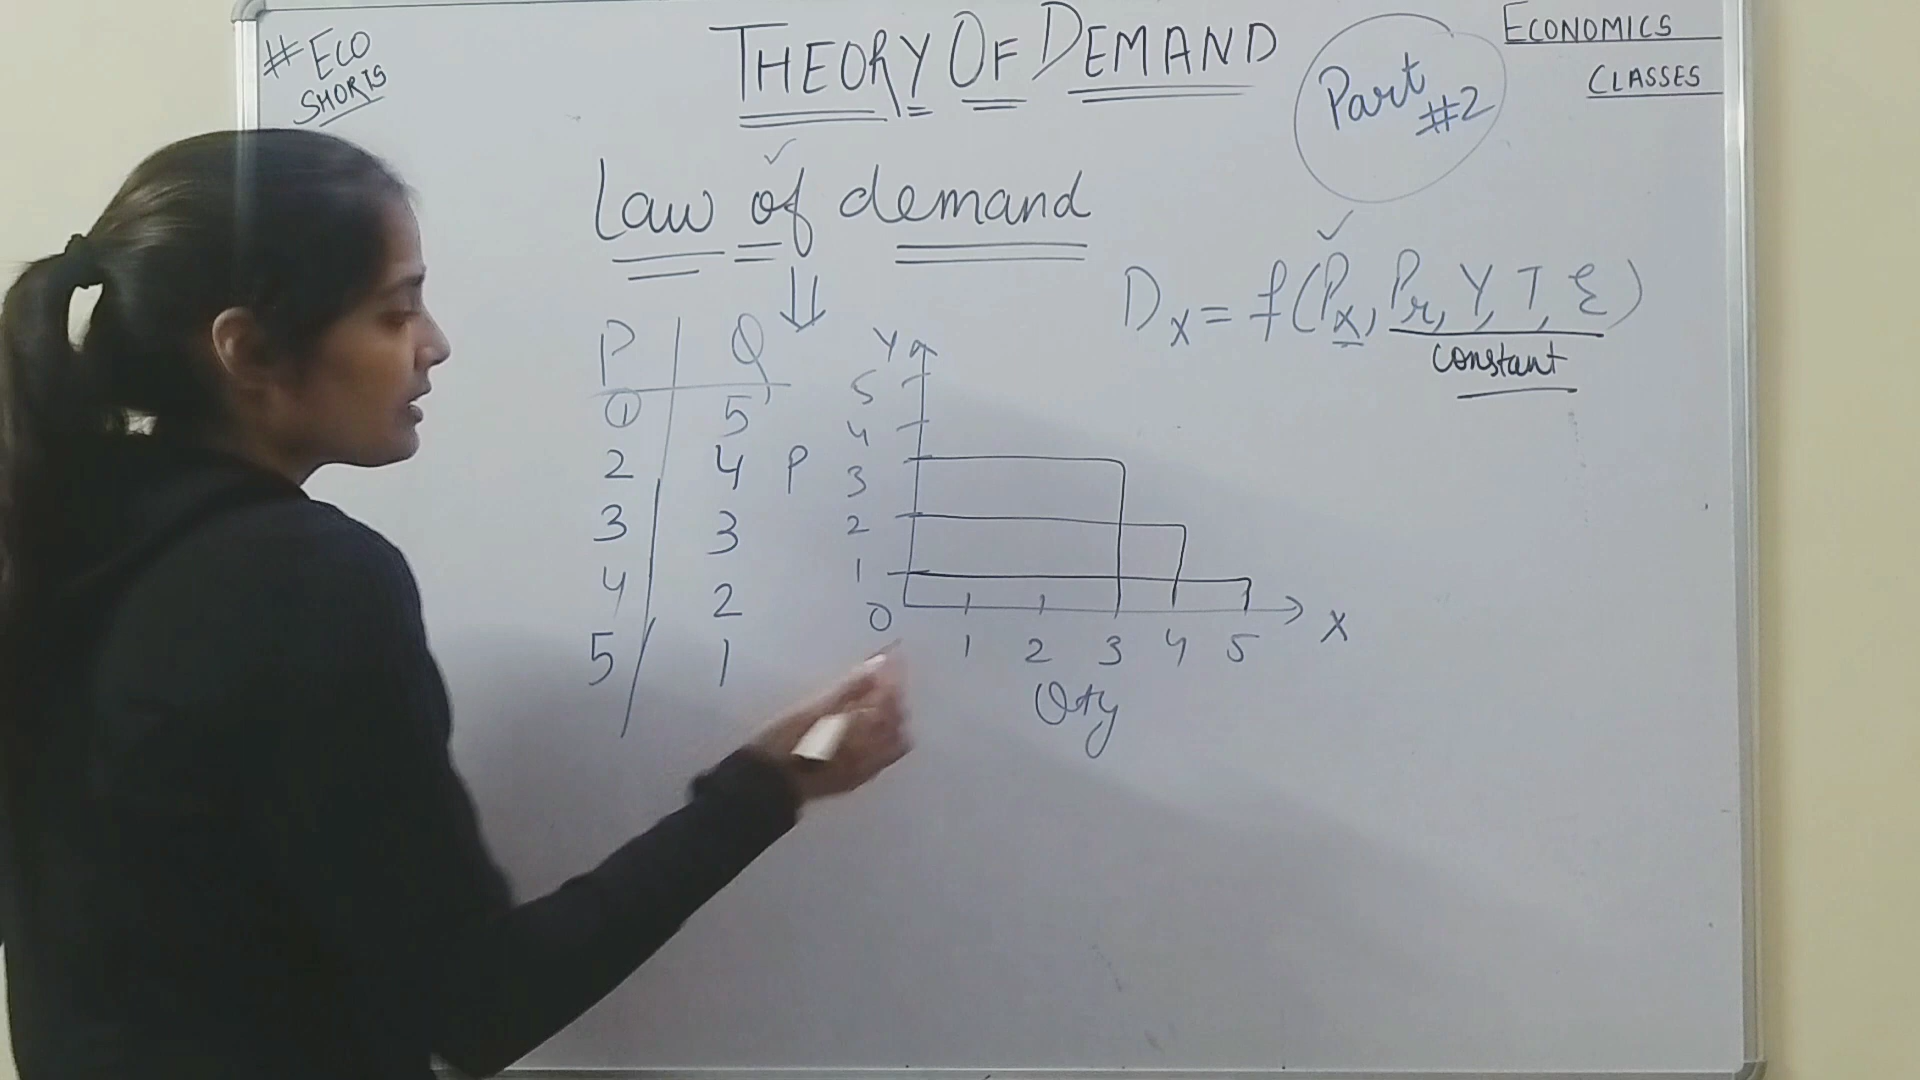 #ECO
SHORTS
THEORY OF DEMAND
Part
#2
ECONOMICS
CLASSES
Law of demand
Dx = f(Px, Pr, Y, T, ξ)
constant
P Q
1 5
2 4
3 3
4 2
5 1
Y
5
4
P
3
2
1
0
1 2 3 4 5
X
Qty